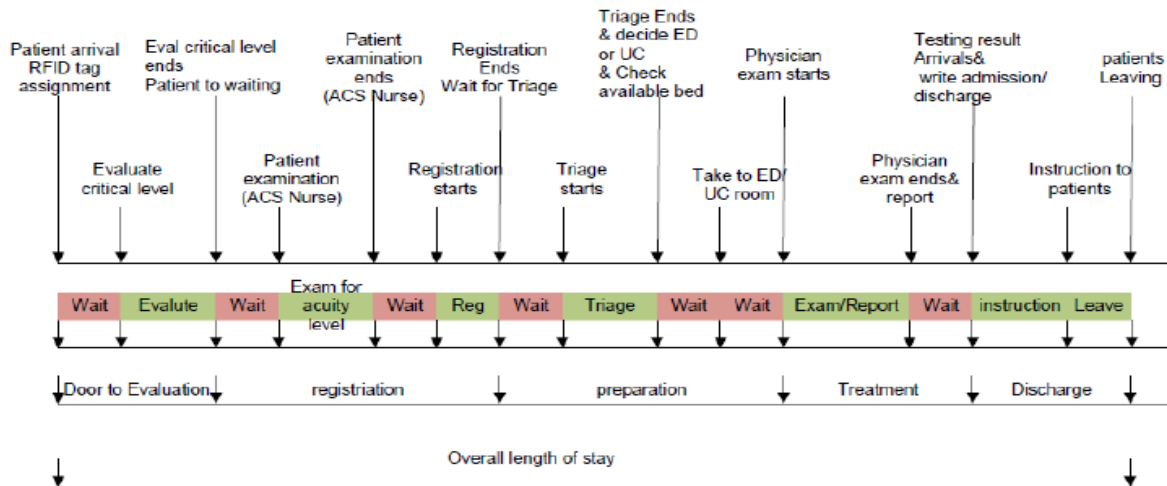 Patient arrival
RFID tag
assignment
Eval critical level
ends
Patient to waiting
Patient
examination
ends
(ACS Nurse)
Registration
Ends
Wait for Triage
Triage Ends
& decide ED
or UC
& Check
available bed
Physician
exam starts
Testing result
Arrivals&
write admission/
discharge
patients
Leaving
Evaluate
critical level
Patient
examination
(ACS Nurse)
Registration
starts
Triage
starts
Take to ED/
UC room
Physician
exam ends&
report
Instruction to
patients
Wait
Evalute
Wait
Exam for
acuity
level
Wait
Reg
Wait
Triage
Wait
Wait
Exam/Report
Wait
instruction
Leave
Door to Evaluation
registriation
preparation
Treatment
Discharge
Overall length of stay